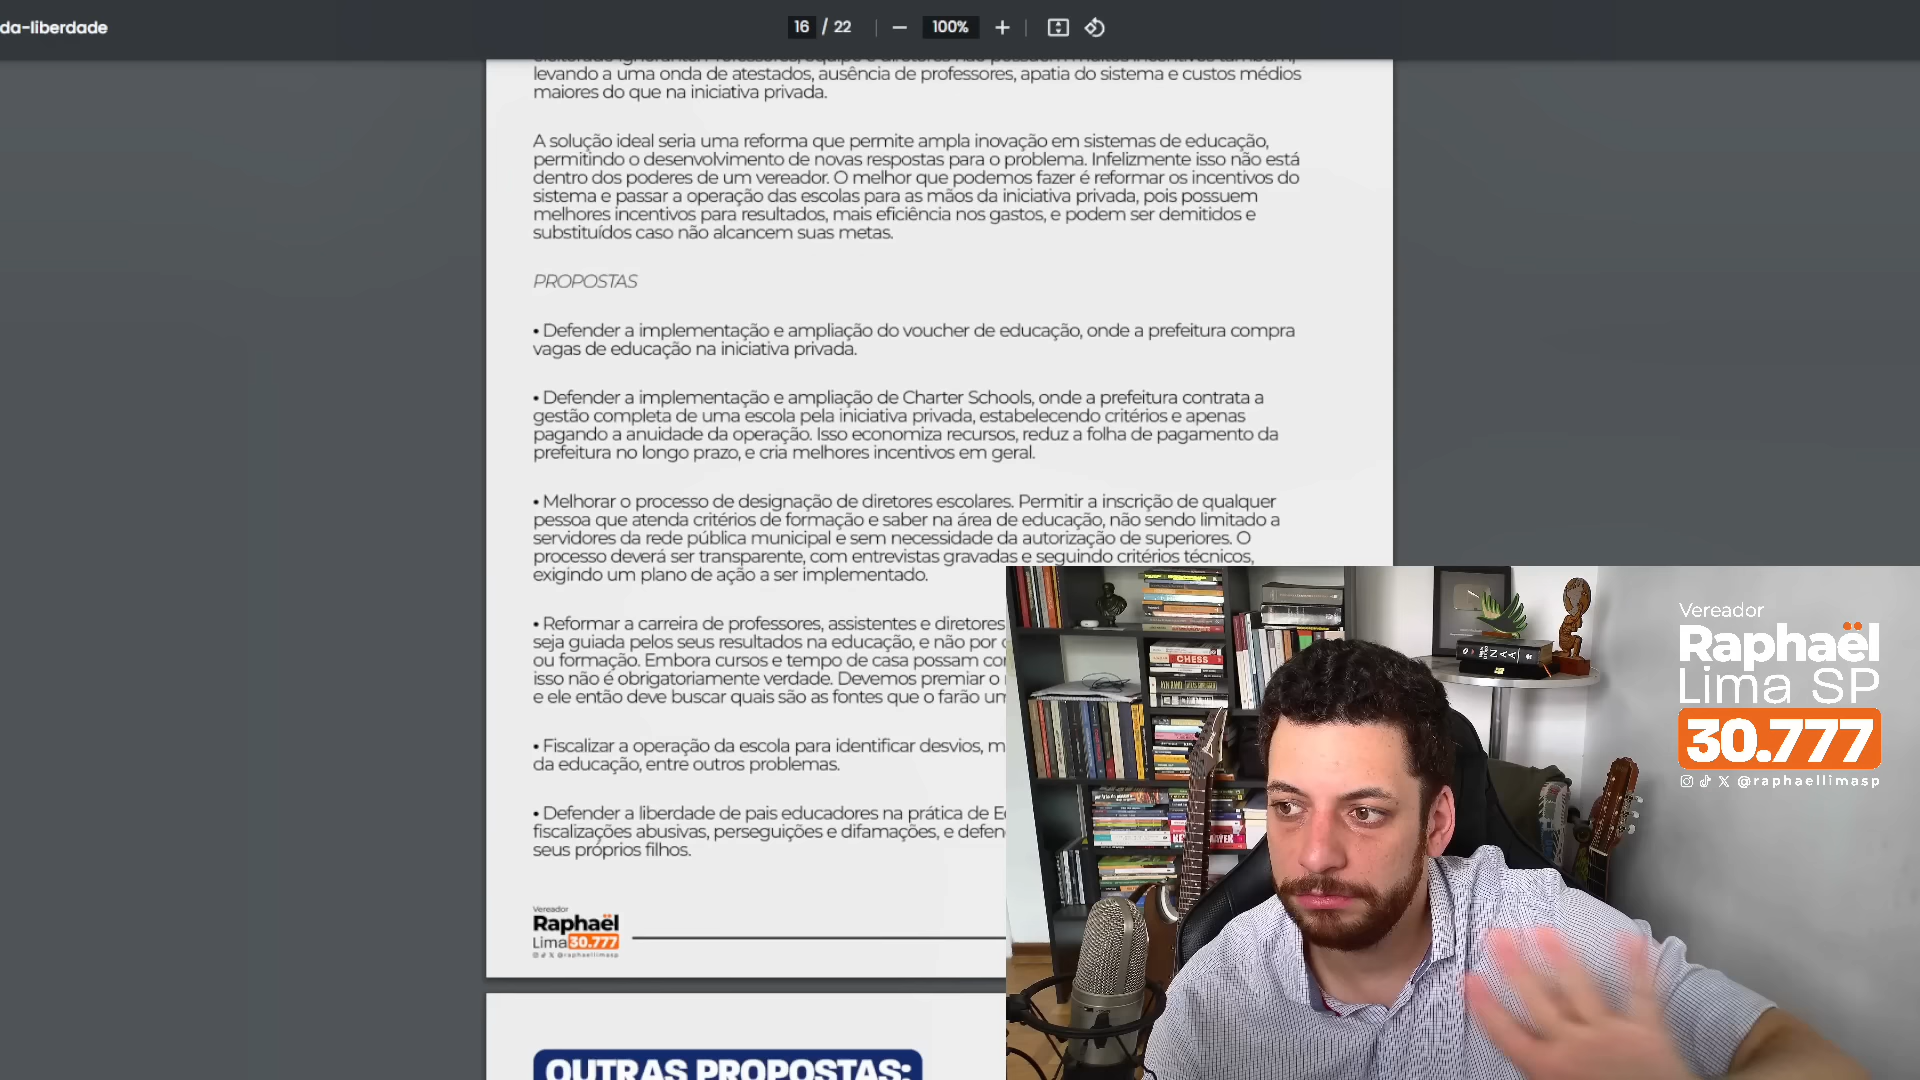 da-liberdade
16 / 22
100%
levando a uma onda de atestados, ausência de professores, apatia do sistema e custos médios
maiores do que na iniciativa privada.
A solução ideal seria uma reforma que permite ampla inovação em sistemas de educação,
permitindo o desenvolvimento de novas respostas para o problema. Infelizmente isso não está
dentro dos poderes de um vereador. O melhor que podemos fazer é reformar os incentivos do
sistema e passar a operação das escolas para as mãos da iniciativa privada, pois possuem
melhores incentivos para resultados, mais eficiência nos gastos, e podem ser demitidos e
substituídos caso não alcancem suas metas.
PROPOSTAS
• Defender a implementação e ampliação do voucher de educação, onde a prefeitura compra
vagas de educação na iniciativa privada.
• Defender a implementação e ampliação de Charter Schools, onde a prefeitura contrata a
gestão completa de uma escola pela iniciativa privada, estabelecendo critérios e apenas
pagando a anuidade da operação. Isso economiza recursos, reduz a folha de pagamento da
prefeitura no longo prazo, e cria melhores incentivos em geral.
• Melhorar o processo de designação de diretores escolares. Permitir a inscrição de qualquer
pessoa que atenda critérios de formação e saber na área de educação, não sendo limitado a
servidores da rede pública municipal e sem necessidade da autorização de superiores. O
processo deverá ser transparente, com entrevistas gravadas e seguindo critérios técnicos,
exigindo um plano de ação a ser implementado.
• Reformar a carreira de professores, assistentes e diretores
seja guiada pelos seus resultados na educação, e não por
ou formação. Embora cursos e tempo de casa possam
isso não é obrigatoriamente verdade. Devemos premiar o
e ele então deve buscar quais são as fontes que o farão
• Fiscalizar a operação da escola para identificar desvios,
da educação, entre outros problemas.
• Defender a liberdade de pais educadores na prática de
fiscalizações abusivas, perseguições e difamações, e
seus próprios filhos.
Vereador
Raphaël
Lima 30.777
@raphaellimasp
OUTRAS PROPOSTAS:
CHESS
Vereador
Raphaël
Lima SP
30.777
@raphaellimasp